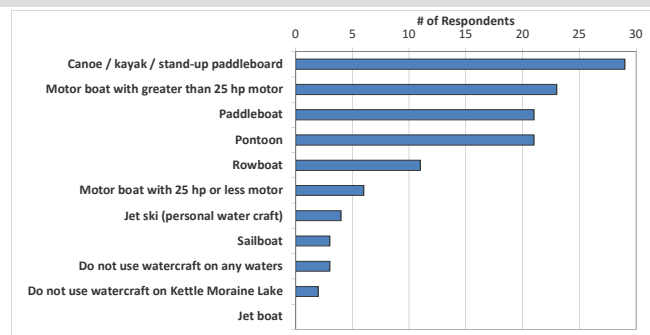 # of Respondents
0 5 10 15 20 25 30
Canoe / kayak / stand-up paddleboard
Motor boat with greater than 25 hp motor
Paddleboat
Pontoon
Rowboat
Motor boat with 25 hp or less motor
Jet ski (personal water craft)
Sailboat
Do not use watercraft on any waters
Do not use watercraft on Kettle Moraine Lake
Jet boat